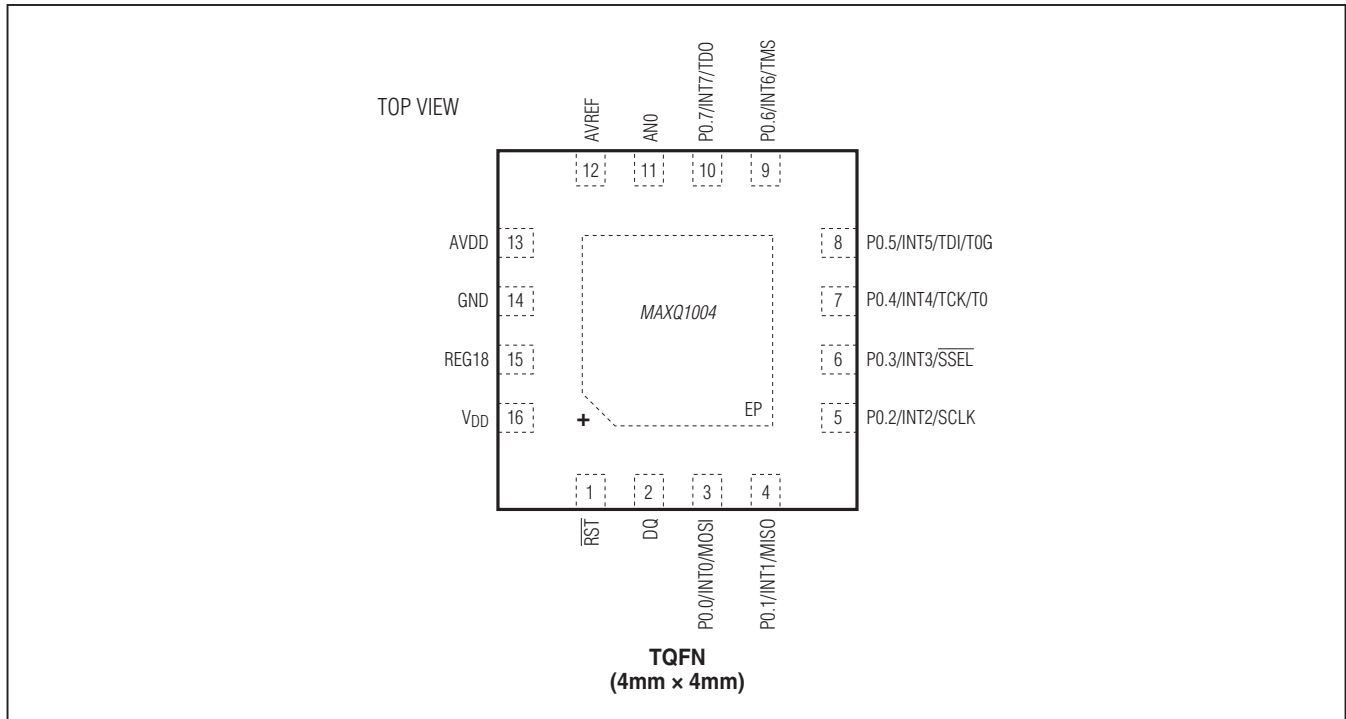 TOP VIEW
AVREF
AN0
P0.7/INT7/TDO
P0.6/INT6/TMS
12
11
10
9
AVDD 13
8 P0.5/INT5/TDI/T0G
GND 14
7 P0.4/INT4/TCK/T0
MAXQ1004
REG18 15
6 P0.3/INT3/S̅S̅E̅L̅
VDD 16
+
EP
5 P0.2/INT2/SCLK
1
2
3
4
R̅S̅T̅
DQ
P0.0/INT0/MOSI
P0.1/INT1/MISO
TQFN
(4mm × 4mm)